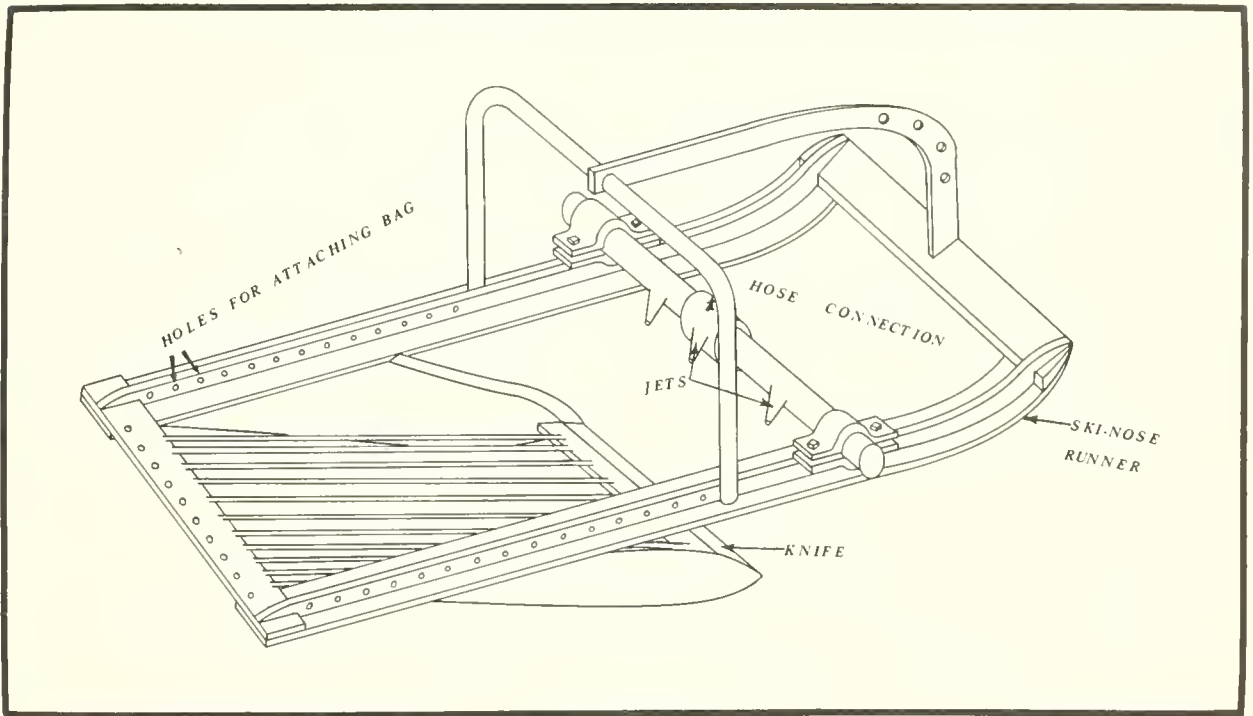 HOLES FOR ATTACHING BAG
HOSE CONNECTION
JETS
SKI-NOSE
RUNNER
KNIFE